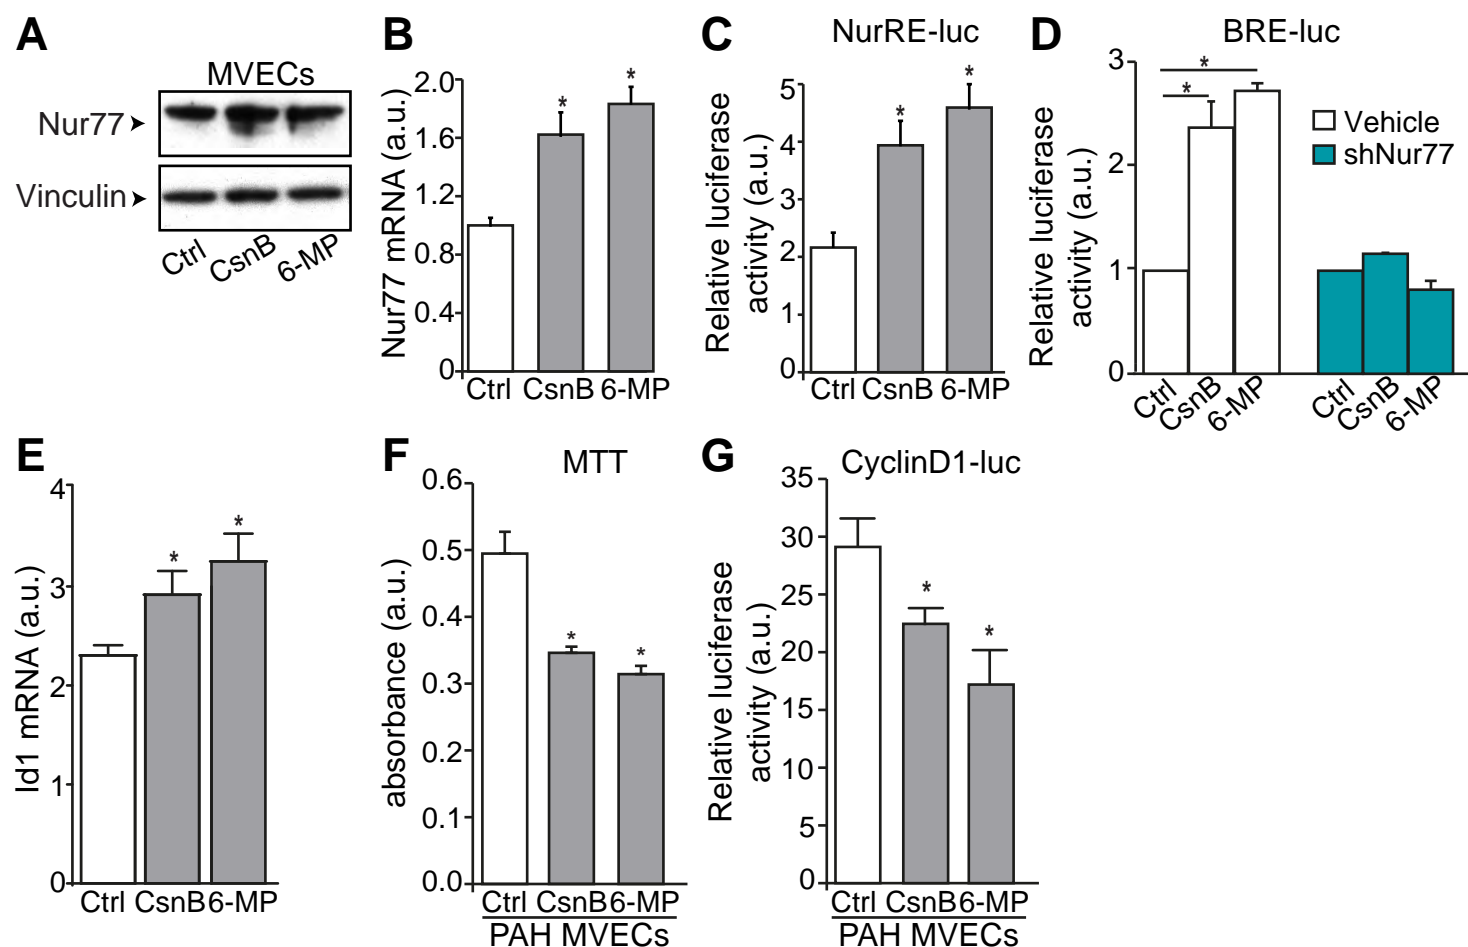 A
MVECs
Nur77
Vinculin
Ctrl
CsnB
6-MP
B
Nur77 mRNA (a.u.)
2.0
1.6
1.2
0.8
0.4
0
*
*
Ctrl CsnB 6-MP
C
NurRE-luc
Relative luciferase
activity (a.u.)
5
4
3
2
1
0
*
*
Ctrl CsnB 6-MP
D
BRE-luc
Relative luciferase
activity (a.u.)
3
2
1
0
*
*
Vehicle
shNur77
Ctrl
CsnB
6-MP
Ctrl
CsnB
6-MP
E
Id1 mRNA (a.u.)
4
3
2
1
0
*
*
Ctrl CsnB 6-MP
F
MTT
absorbance (a.u.)
0.6
0.5
0.4
0.3
0.2
0.1
0.0
*
*
Ctrl CsnB 6-MP
PAH MVECs
G
CyclinD1-luc
Relative luciferase
activity (a.u.)
35
30
25
20
15
10
5
0
*
*
Ctrl CsnB 6-MP
PAH MVECs